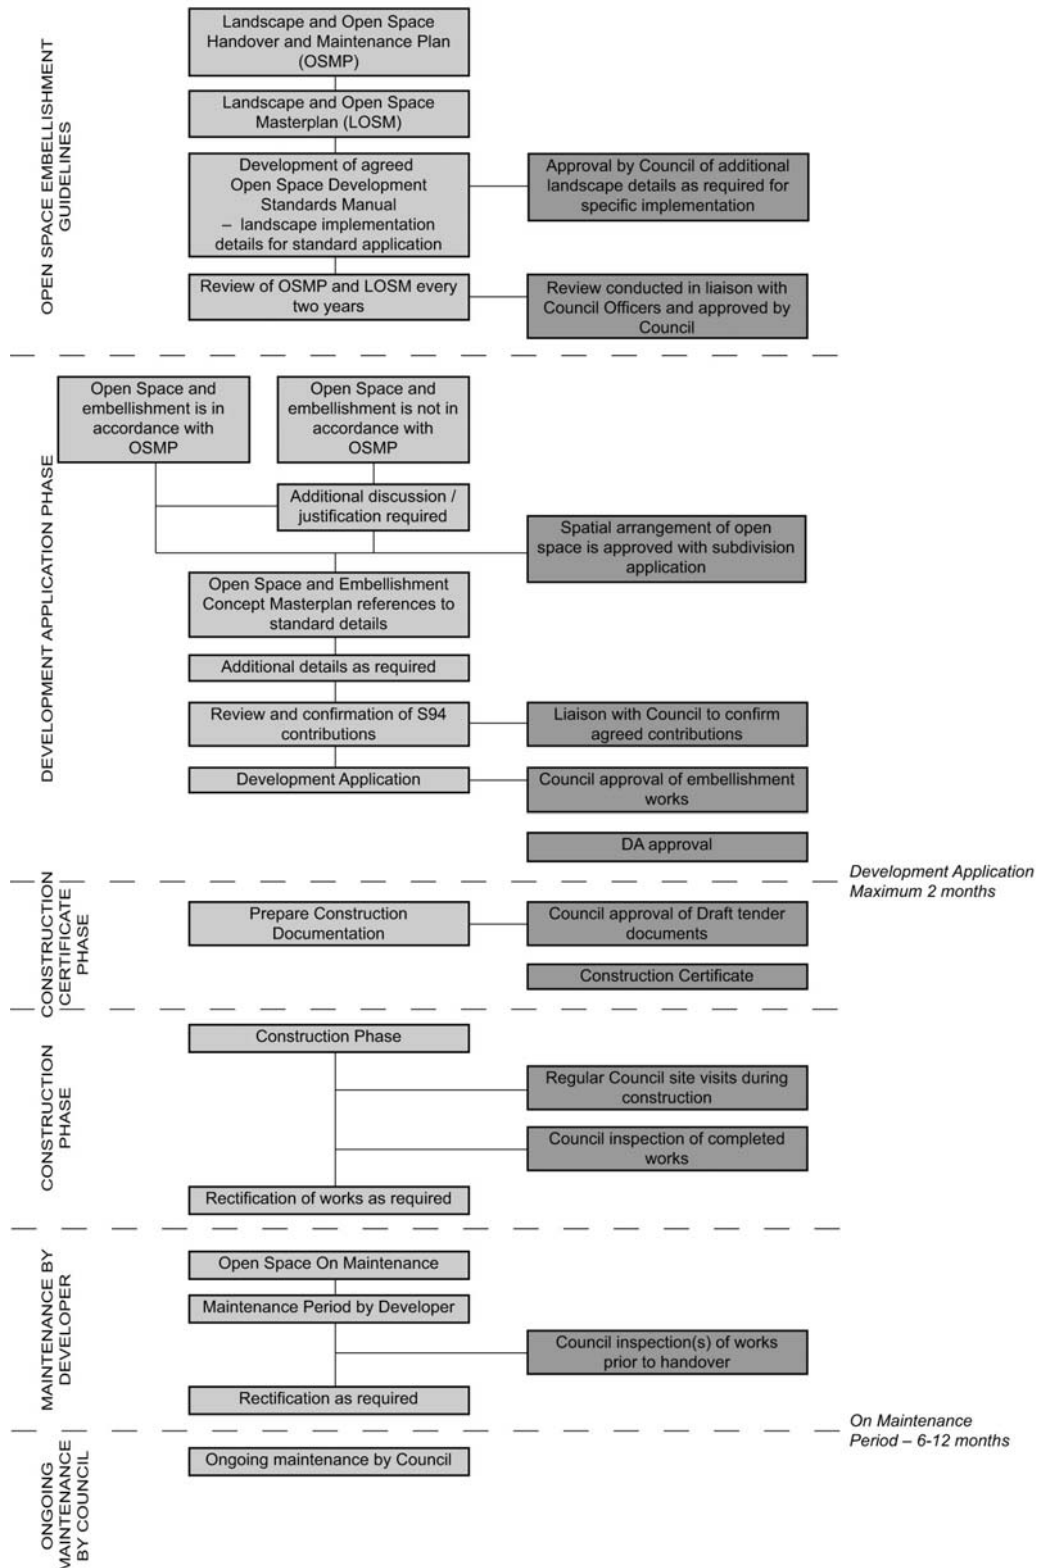 OPEN SPACE EMBELLISHMENT
GUIDELINES
Landscape and Open Space
Handover and Maintenance Plan
(OSMP)
Landscape and Open Space
Masterplan (LOSM)
Development of agreed
Open Space Development
Standards Manual
– landscape implementation
details for standard application
Approval by Council of additional
landscape details as required for
specific implementation
Review of OSMP and LOSM every
two years
Review conducted in liaison with
Council Officers and approved by
Council
DEVELOPMENT APPLICATION PHASE
Open Space and
embellishment is in
accordance with
OSMP
Open Space and
embellishment is not in
accordance with
OSMP
Additional discussion /
justification required
Spatial arrangement of open
space is approved with subdivision
application
Open Space and Embellishment
Concept Masterplan references to
standard details
Additional details as required
Review and confirmation of S94
contributions
Liaison with Council to confirm
agreed contributions
Development Application
Council approval of embellishment
works
DA approval
Development Application
Maximum 2 months
CONSTRUCTION
CERTIFICATE
PHASE
Prepare Construction
Documentation
Council approval of Draft tender
documents
Construction Certificate
CONSTRUCTION
PHASE
Construction Phase
Regular Council site visits during
construction
Council inspection of completed
works
Rectification of works as required
MAINTENANCE BY
DEVELOPER
Open Space On Maintenance
Maintenance Period by Developer
Council inspection(s) of works
prior to handover
Rectification as required
On Maintenance
Period – 6-12 months
ONGOING
MAINTENANCE
BY COUNCIL
Ongoing maintenance by Council